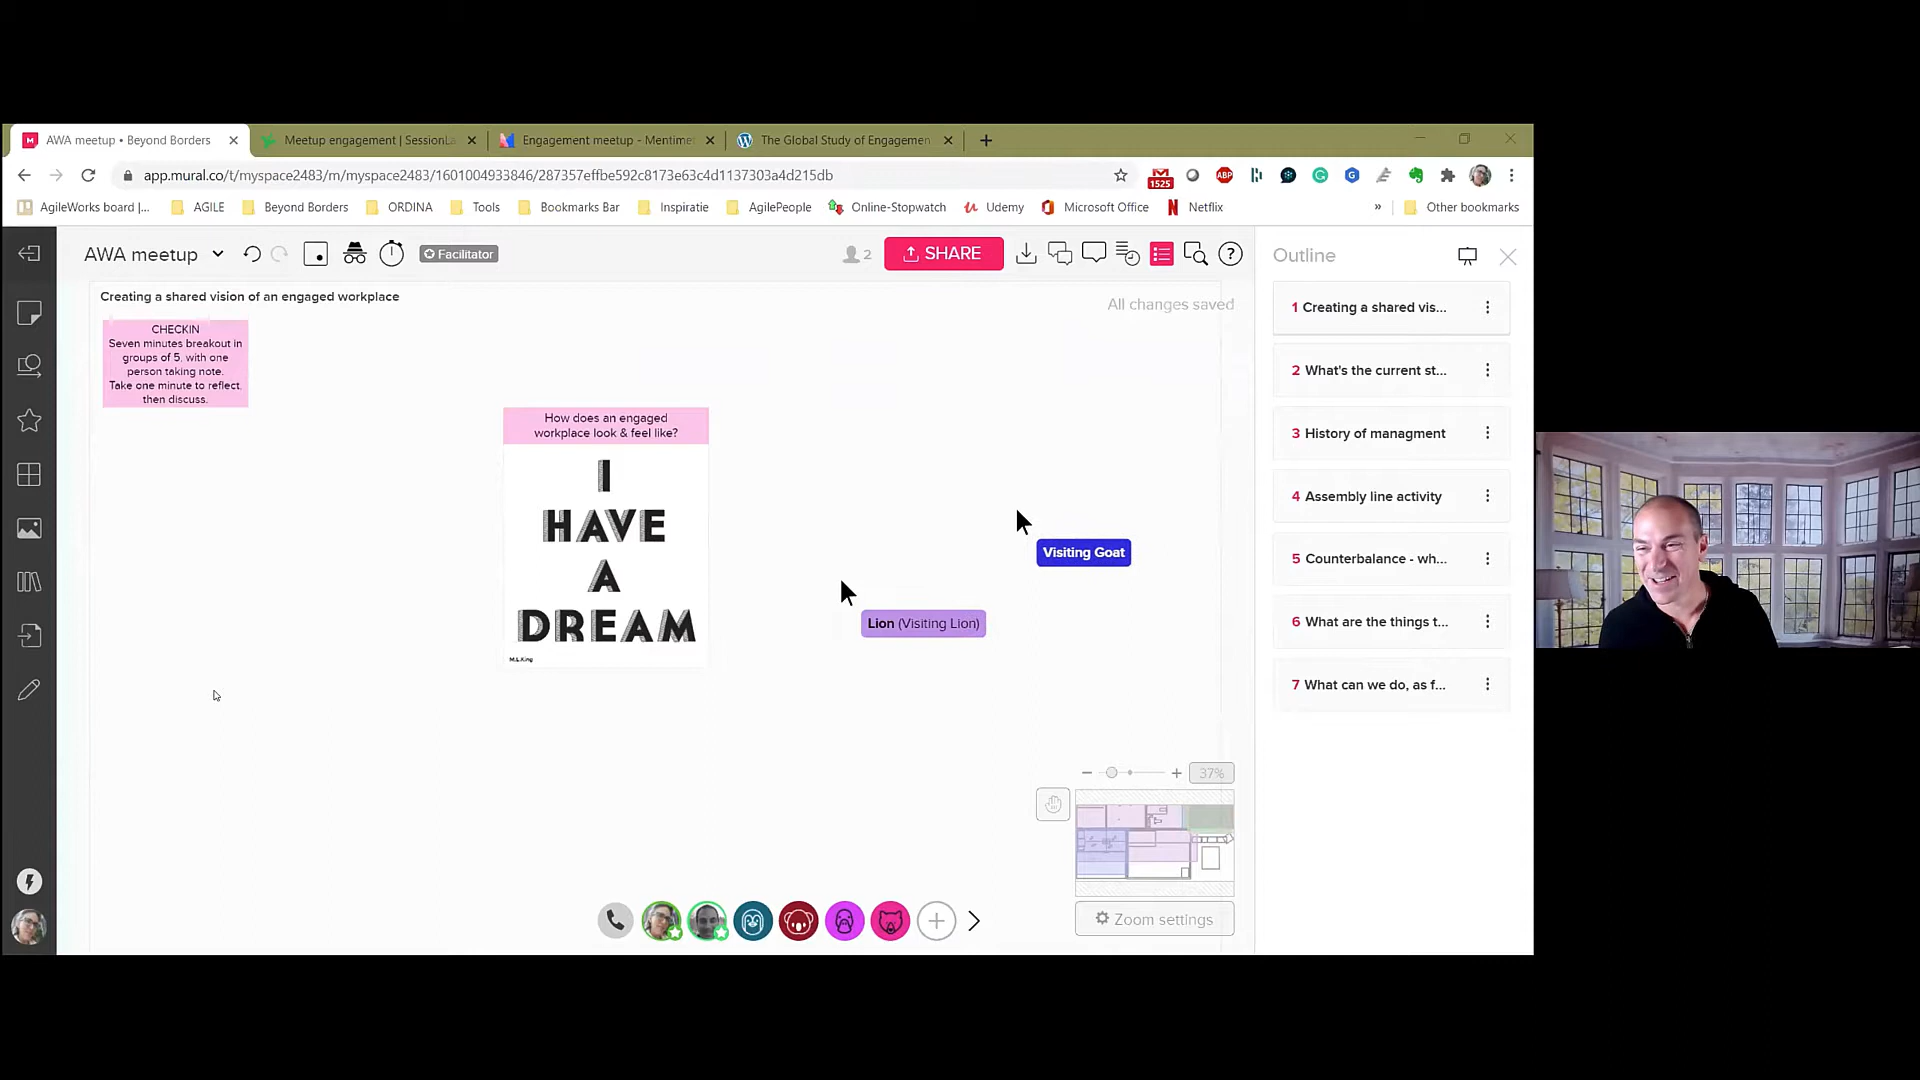 AWA meetup • Beyond Borders
Meetup engagement | SessionLa
Engagement meetup - Mentimet
The Global Study of Engagemen
app.mural.co/t/myspace2483/m/myspace2483/1601004933846/287357effbe592c8173e63c4d1137303a4d215db
1525
ABP
AgileWorks board |...
AGILE
Beyond Borders
ORDINA
Tools
Bookmarks Bar
Inspiratie
AgilePeople
Online-Stopwatch
Udemy
Microsoft Office
Netflix
»
Other bookmarks
AWA meetup
Facilitator
2
SHARE
Outline
Creating a shared vision of an engaged workplace
All changes saved
CHECKIN
Seven minutes breakout in
groups of 5, with one
person taking note.
Take one minute to reflect,
then discuss.
How does an engaged
workplace look & feel like?
I
HAVE
A
DREAM
M.L.King
Visiting Goat
Lion (Visiting Lion)
1 Creating a shared vis...
2 What's the current st...
3 History of managment
4 Assembly line activity
5 Counterbalance - wh...
6 What are the things t...
7 What can we do, as f...
37%
Zoom settings